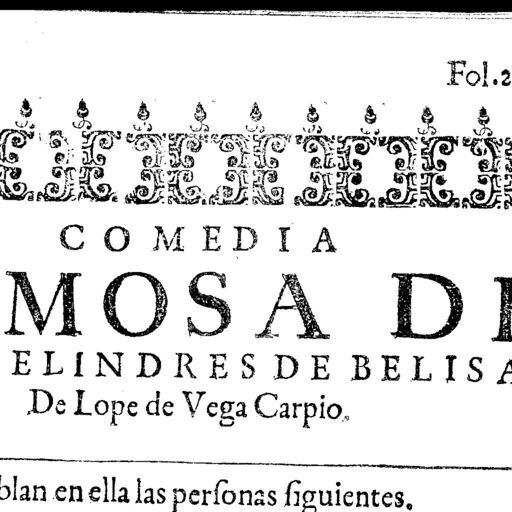 Fol.2
COMEDIA
MOSA DE
ELINDRES DE BELISA
De Lope de Vega Carpio.
blan en ella las perſonas ſiguientes.